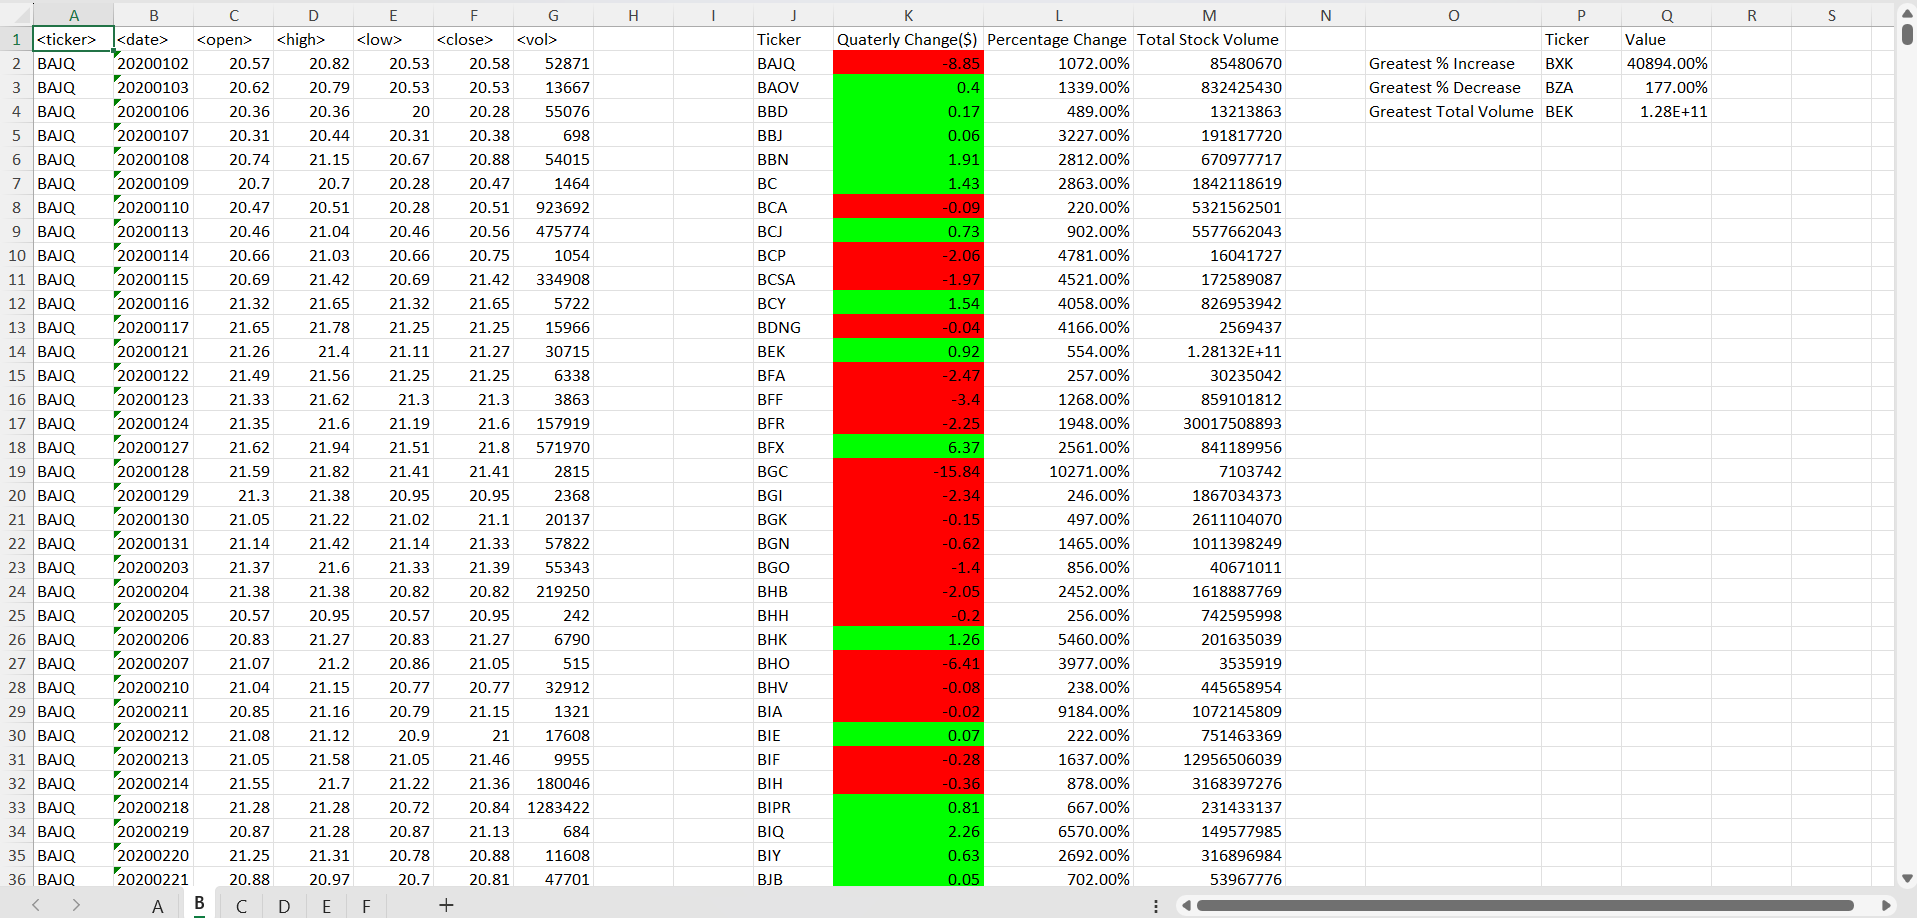 A B C D E F G H I J K L M N O P Q R S
1 <ticker> <date> <open> <high> <low> <close> <vol> Ticker Quaterly Change($) Percentage Change Total Stock Volume Ticker Value
2 BAJQ 20200102 20.57 20.82 20.53 20.58 52871 BAJQ -8.85 1072.00% 85480670 Greatest % Increase BXK 40894.00%
3 BAJQ 20200103 20.62 20.79 20.53 20.53 13667 BAOV 0.4 1339.00% 832425430 Greatest % Decrease BZA 177.00%
4 BAJQ 20200106 20.36 20.36 20 20.28 55076 BBD 0.17 489.00% 13213863 Greatest Total Volume BEK 1.28E+11
5 BAJQ 20200107 20.31 20.44 20.31 20.38 698 BBJ 0.06 3227.00% 191817720
6 BAJQ 20200108 20.74 21.15 20.67 20.88 54015 BBN 1.91 2812.00% 670977717
7 BAJQ 20200109 20.7 20.7 20.28 20.47 1464 BC 1.43 2863.00% 1842118619
8 BAJQ 20200110 20.47 20.51 20.28 20.51 923692 BCA -0.09 220.00% 5321562501
9 BAJQ 20200113 20.46 21.04 20.46 20.56 475774 BCJ 0.73 902.00% 5577662043
10 BAJQ 20200114 20.66 21.03 20.66 20.75 1054 BCP -2.06 4781.00% 16041727
11 BAJQ 20200115 20.69 21.42 20.69 21.42 334908 BCSA -1.97 4521.00% 172589087
12 BAJQ 20200116 21.32 21.65 21.32 21.65 5722 BCY 1.54 4058.00% 826953942
13 BAJQ 20200117 21.65 21.78 21.25 21.25 15966 BDNG -0.04 4166.00% 2569437
14 BAJQ 20200121 21.26 21.4 21.11 21.27 30715 BEK 0.92 554.00% 1.28132E+11
15 BAJQ 20200122 21.49 21.56 21.25 21.25 6338 BFA -2.47 257.00% 30235042
16 BAJQ 20200123 21.33 21.62 21.3 21.3 3863 BFF -3.4 1268.00% 859101812
17 BAJQ 20200124 21.35 21.6 21.19 21.6 157919 BFR -2.25 1948.00% 30017508893
18 BAJQ 20200127 21.62 21.94 21.51 21.8 571970 BFX 6.37 2561.00% 841189956
19 BAJQ 20200128 21.59 21.82 21.41 21.41 2815 BGC -15.84 10271.00% 7103742
20 BAJQ 20200129 21.3 21.38 20.95 20.95 2368 BGI -2.34 246.00% 1867034373
21 BAJQ 20200130 21.05 21.22 21.02 21.1 20137 BGK -0.15 497.00% 2611104070
22 BAJQ 20200131 21.14 21.42 21.14 21.33 57822 BGN -0.62 1465.00% 1011398249
23 BAJQ 20200203 21.37 21.6 21.33 21.39 55343 BGO -1.4 856.00% 40671011
24 BAJQ 20200204 21.38 21.38 20.82 20.82 219250 BHB -2.05 2452.00% 1618887769
25 BAJQ 20200205 20.57 20.95 20.57 20.95 242 BHH -0.2 256.00% 742595998
26 BAJQ 20200206 20.83 21.27 20.83 21.27 6790 BHK 1.26 5460.00% 201635039
27 BAJQ 20200207 21.07 21.2 20.86 21.05 515 BHO -6.41 3977.00% 3535919
28 BAJQ 20200210 21.04 21.15 20.77 20.77 32912 BHV -0.08 238.00% 445658954
29 BAJQ 20200211 20.85 21.16 20.79 21.15 1321 BIA -0.02 9184.00% 1072145809
30 BAJQ 20200212 21.08 21.12 20.9 21 17608 BIE 0.07 222.00% 751463369
31 BAJQ 20200213 21.05 21.58 21.05 21.46 9955 BIF -0.28 1637.00% 12956506039
32 BAJQ 20200214 21.55 21.7 21.22 21.36 180046 BIH -0.36 878.00% 3168397276
33 BAJQ 20200218 21.28 21.28 20.72 20.84 1283422 BIPR 0.81 667.00% 231433137
34 BAJQ 20200219 20.87 21.28 20.87 21.13 684 BIQ 2.26 6570.00% 149577985
35 BAJQ 20200220 21.25 21.31 20.78 20.88 11608 BIY 0.63 2692.00% 316896984
36 BAJQ 20200221 20.88 20.97 20.7 20.81 47701 BJB 0.05 702.00% 53967776
A B C D E F +